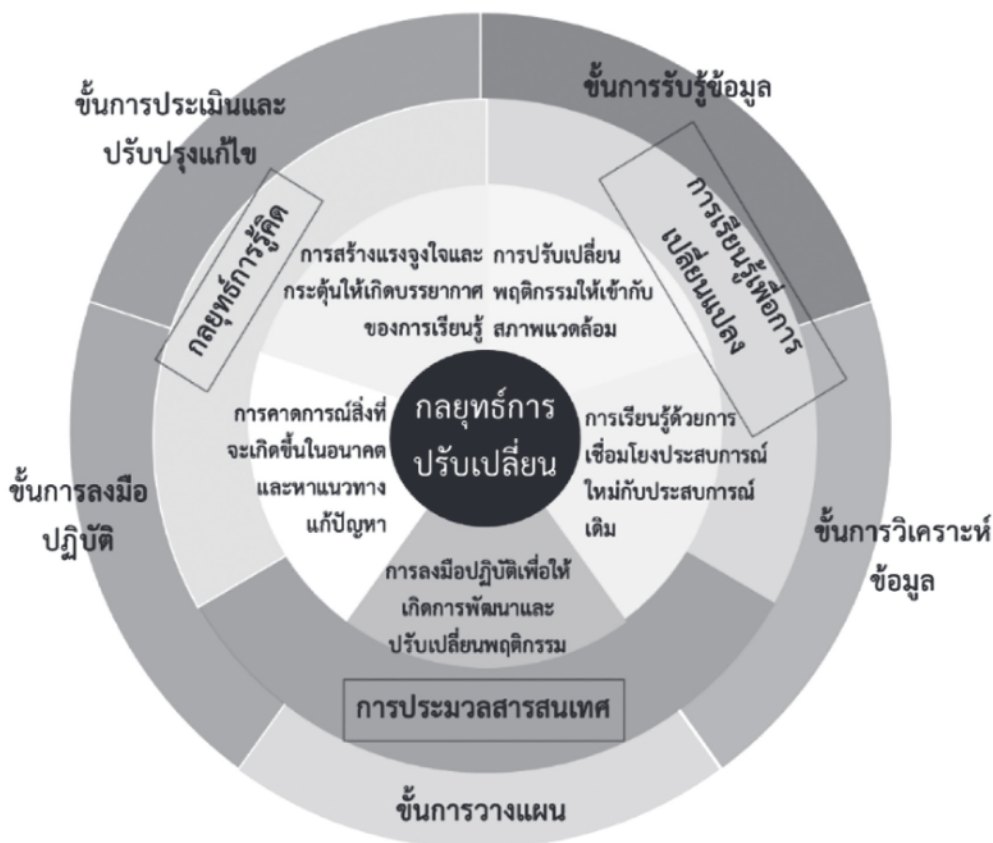 ขั้นการประเมินและ
ปรับปรุงแก้ไข
ขั้นการรับรู้ข้อมูล
กลยุทธ์การรู้คิด
การเรียนรู้เพื่อการ
เปลี่ยนแปลง
การสร้างแรงจูงใจและ
กระตุ้นให้เกิดบรรยากาศ
ของการเรียนรู้
การปรับเปลี่ยน
พฤติกรรมให้เข้ากับ
สภาพแวดล้อม
กลยุทธ์การ
ปรับเปลี่ยน
การคาดการณ์สิ่งที่
จะเกิดขึ้นในอนาคต
และหาแนวทาง
แก้ปัญหา
การเรียนรู้ด้วยการ
เชื่อมโยงประสบการณ์
ใหม่กับประสบการณ์
เดิม
ขั้นการลงมือ
ปฏิบัติ
ขั้นการวิเคราะห์
ข้อมูล
การลงมือปฏิบัติเพื่อให้
เกิดการพัฒนาและ
ปรับเปลี่ยนพฤติกรรม
การประมวลสารสนเทศ
ขั้นการวางแผน